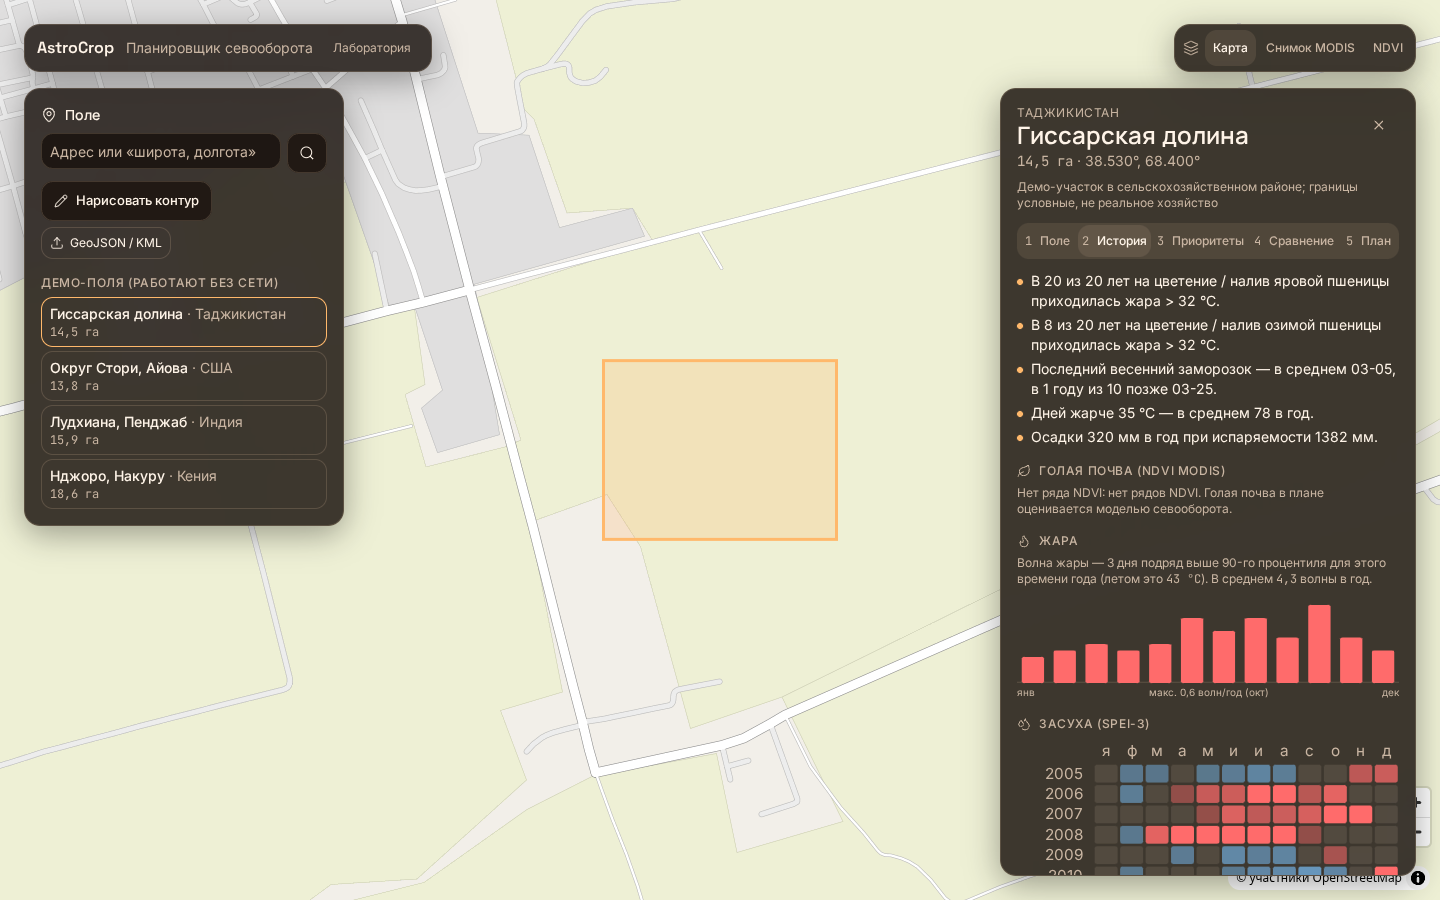 AstroCrop Планировщик севооборота Лаборатория
Карта Снимок MODIS NDVI
Поле
Адрес или «широта, долгота»
Нарисовать контур
GeoJSON / KML
ДЕМО-ПОЛЯ (РАБОТАЮТ БЕЗ СЕТИ)
Гиссарская долина · Таджикистан
14,5 га
Округ Стори, Айова · США
13,8 га
Лудхиана, Пенджаб · Индия
15,9 га
Нджоро, Накуру · Кения
18,6 га
ТАДЖИКИСТАН
Гиссарская долина
14,5 га · 38.530°, 68.400°
Демо-участок в сельскохозяйственном районе; границы
условные, не реальное хозяйство
1 Поле 2 История 3 Приоритеты 4 Сравнение 5 План
В 20 из 20 лет на цветение / налив яровой пшеницы
приходилась жара > 32 °C.
В 8 из 20 лет на цветение / налив озимой пшеницы
приходилась жара > 32 °C.
Последний весенний заморозок — в среднем 03-05,
в 1 году из 10 позже 03-25.
Дней жарче 35 °C — в среднем 78 в год.
Осадки 320 мм в год при испаряемости 1382 мм.
ГОЛАЯ ПОЧВА (NDVI MODIS)
Нет ряда NDVI: нет рядов NDVI. Голая почва в плане
оценивается моделью севооборота.
ЖАРА
Волна жары — 3 дня подряд выше 90-го процентиля для этого
времени года (летом это 43 °C). В среднем 4,3 волны в год.
янв макс. 0,6 волн/год (окт) дек
ЗАСУХА (SPEI-3)
я ф м а м и и а с о н д
2005
2006
2007
2008
2009
2010
© участники OpenStreetMap